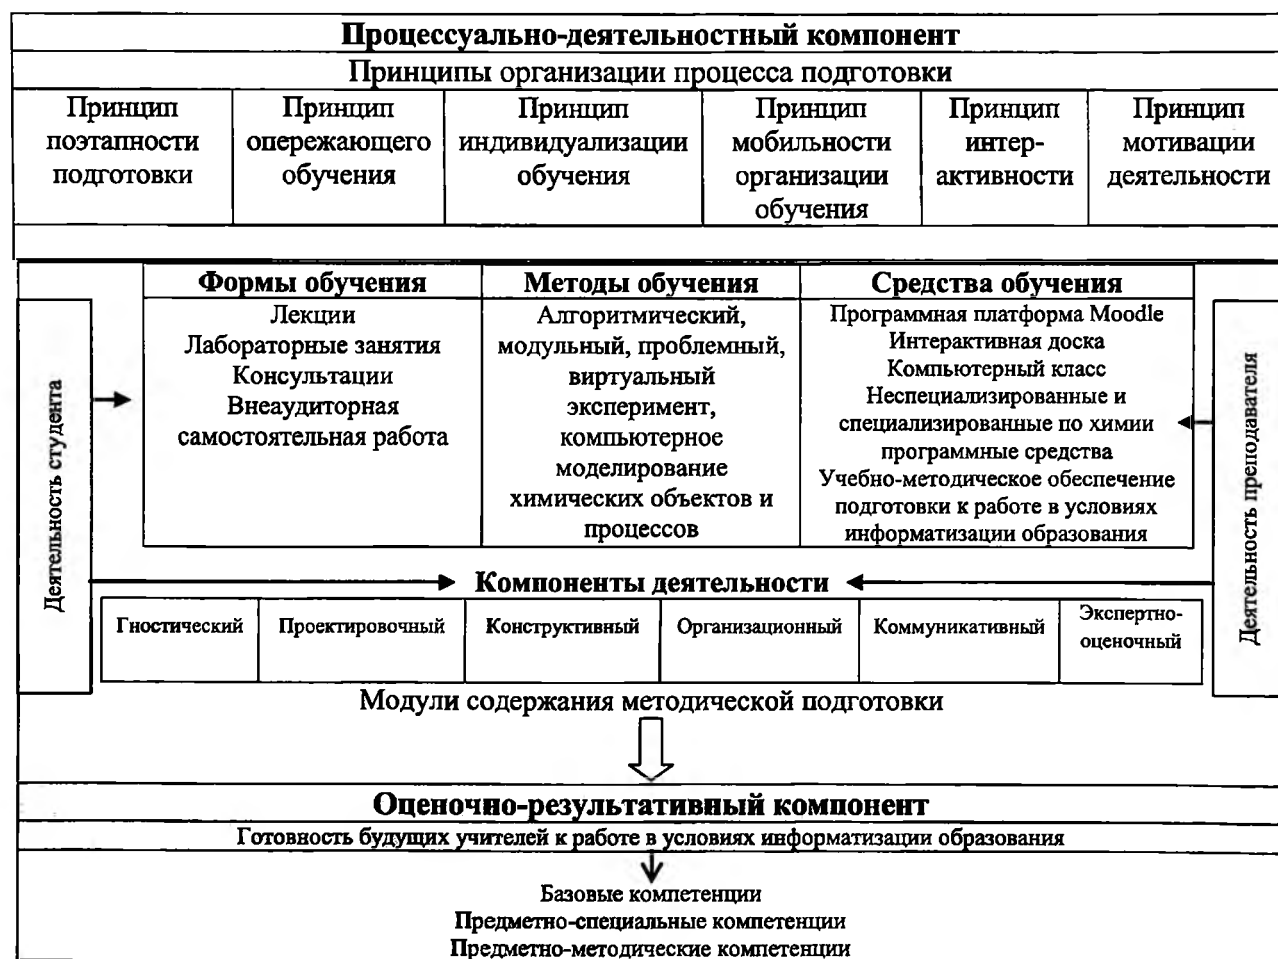 Процессуально-деятельностный компонент
Принципы организации процесса подготовки
Принцип
поэтапности
подготовки
Принцип
опережающего
обучения
Принцип
индивидуализации
обучения
Принцип
мобильности
организации
обучения
Принцип
интер-
активности
Принцип
мотивации
деятельности
Деятельность студента
Формы обучения
Лекции
Лабораторные занятия
Консультации
Внеаудиторная
самостоятельная работа
Методы обучения
Алгоритмический,
модульный, проблемный,
виртуальный
эксперимент,
компьютерное
моделирование
химических объектов и
процессов
Средства обучения
Программная платформа Moodle
Интерактивная доска
Компьютерный класс
Неспециализированные и
специализированные по химии
программные средства
Учебно-методическое обеспечение
подготовки к работе в условиях
информатизации образования
Деятельность преподавателя
Компоненты деятельности
Гностический
Проектировочный
Конструктивный
Организационный
Коммуникативный
Экспертно-
оценочный
Модули содержания методической подготовки
Оценочно-результативный компонент
Готовность будущих учителей к работе в условиях информатизации образования
Базовые компетенции
Предметно-специальные компетенции
Предметно-методические компетенции